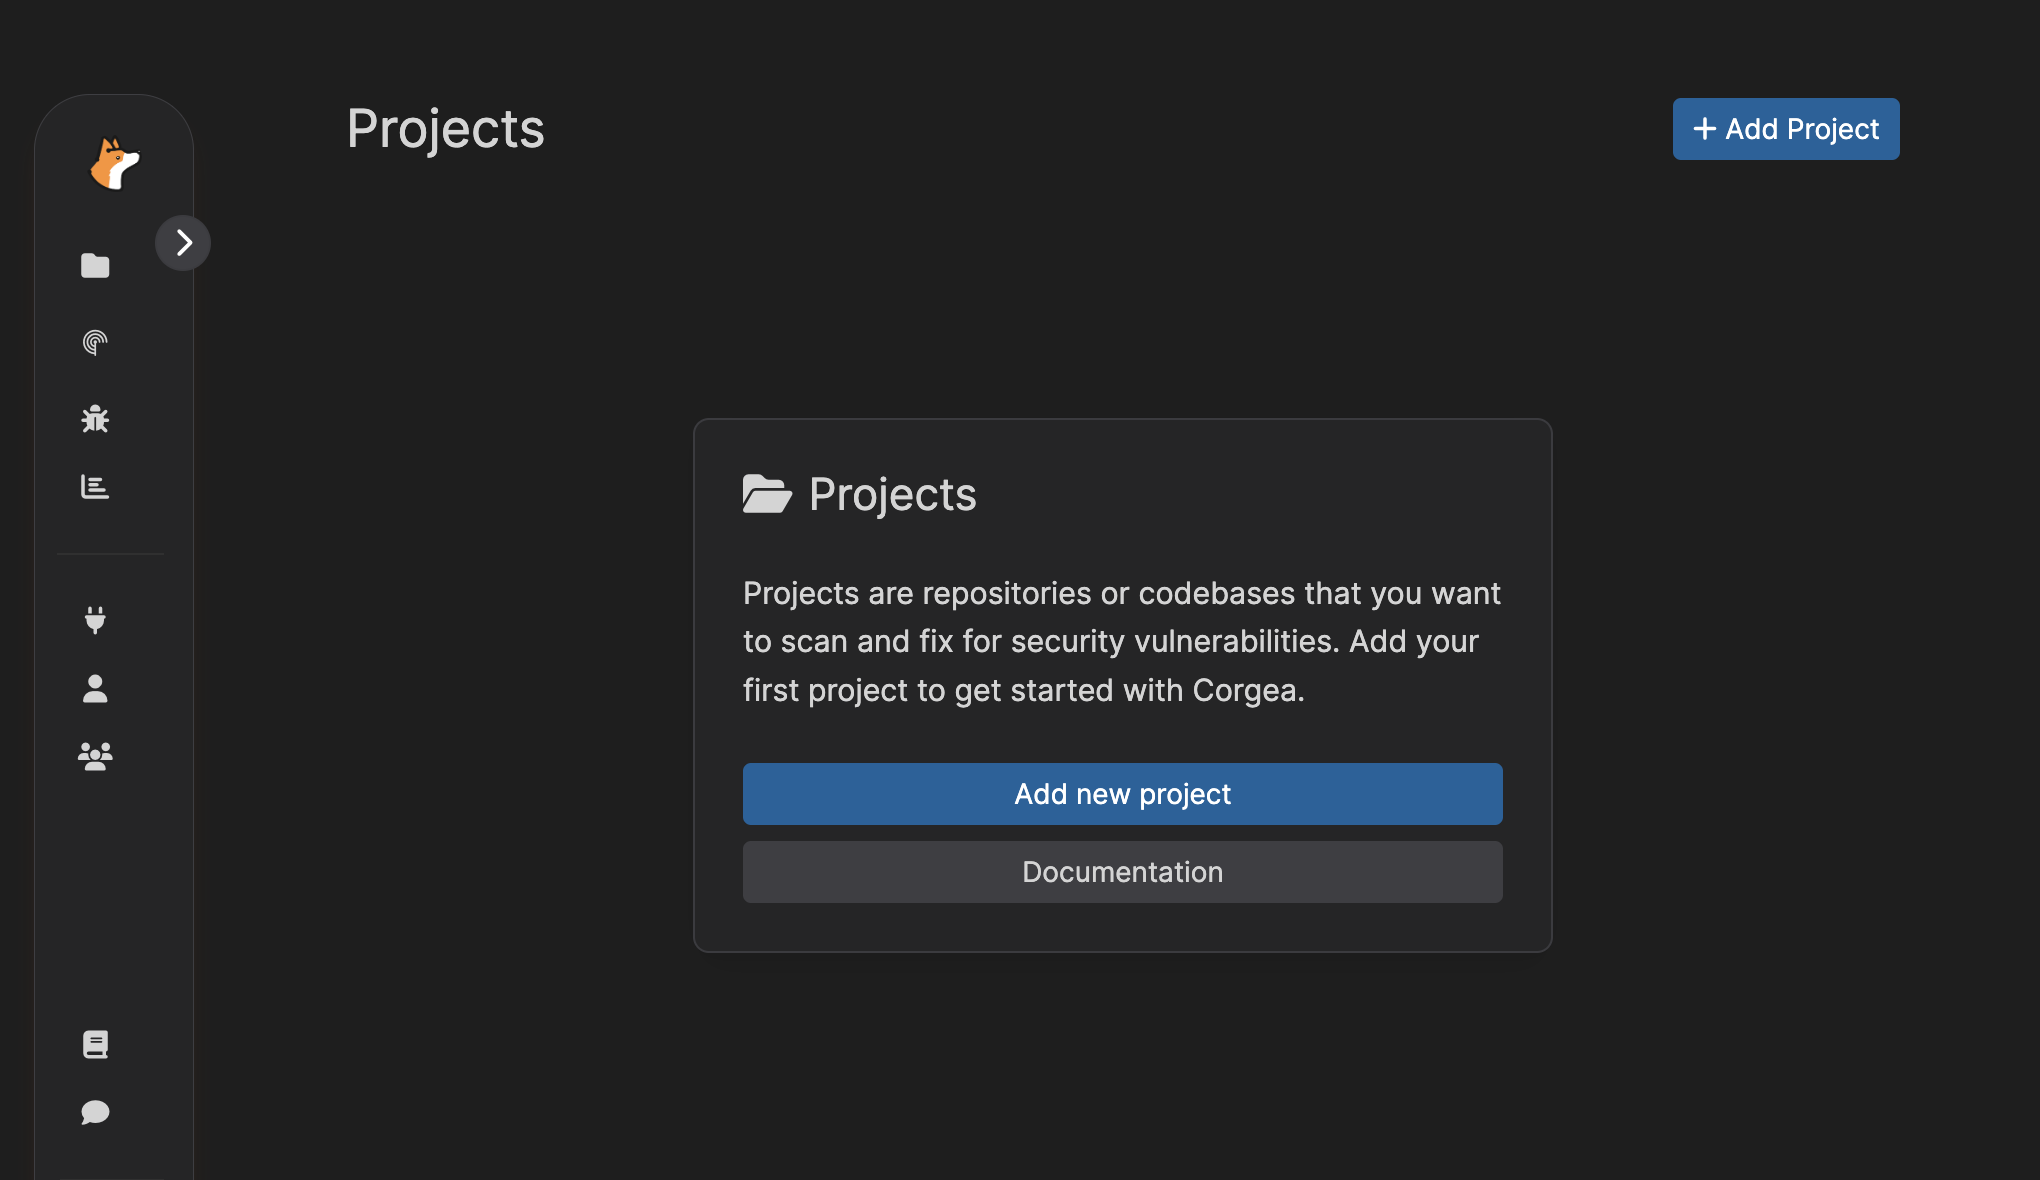 Projects
+ Add Project
Projects
Projects are repositories or codebases that you want
to scan and fix for security vulnerabilities. Add your
first project to get started with Corgea.
Add new project
Documentation